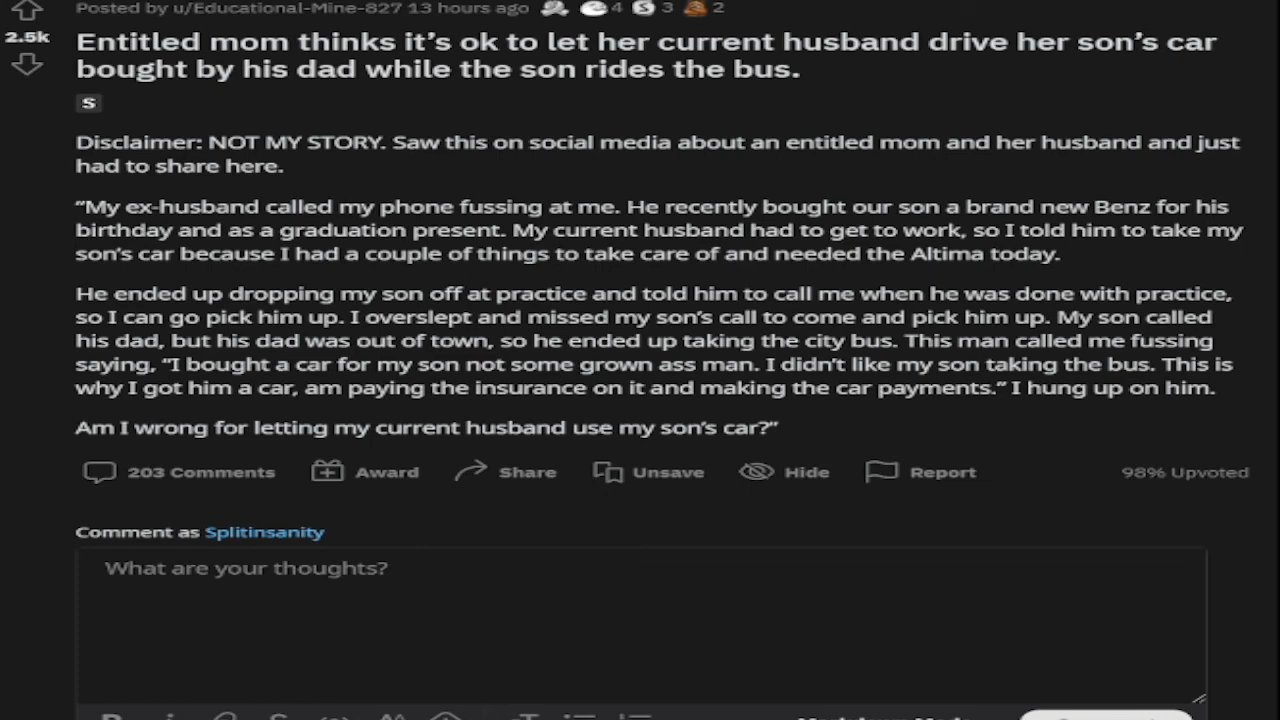 Posted by u/Educational-Mine-827 13 hours ago 4 3 2
2.5k
Entitled mom thinks it's ok to let her current husband drive her son's car
bought by his dad while the son rides the bus.
S
Disclaimer: NOT MY STORY. Saw this on social media about an entitled mom and her husband and just
had to share here.
“My ex-husband called my phone fussing at me. He recently bought our son a brand new Benz for his
birthday and as a graduation present. My current husband had to get to work, so I told him to take my
son's car because I had a couple of things to take care of and needed the Altima today.
He ended up dropping my son off at practice and told him to call me when he was done with practice,
so I can go pick him up. I overslept and missed my son's call to come and pick him up. My son called
his dad, but his dad was out of town, so he ended up taking the city bus. This man called me fussing
saying, “I bought a car for my son not some grown ass man. I didn't like my son taking the bus. This is
why I got him a car, am paying the insurance on it and making the car payments.” I hung up on him.
Am I wrong for letting my current husband use my son's car?”
203 Comments Award Share Unsave Hide Report 98% Upvoted
Comment as Splitinsanity
What are your thoughts?